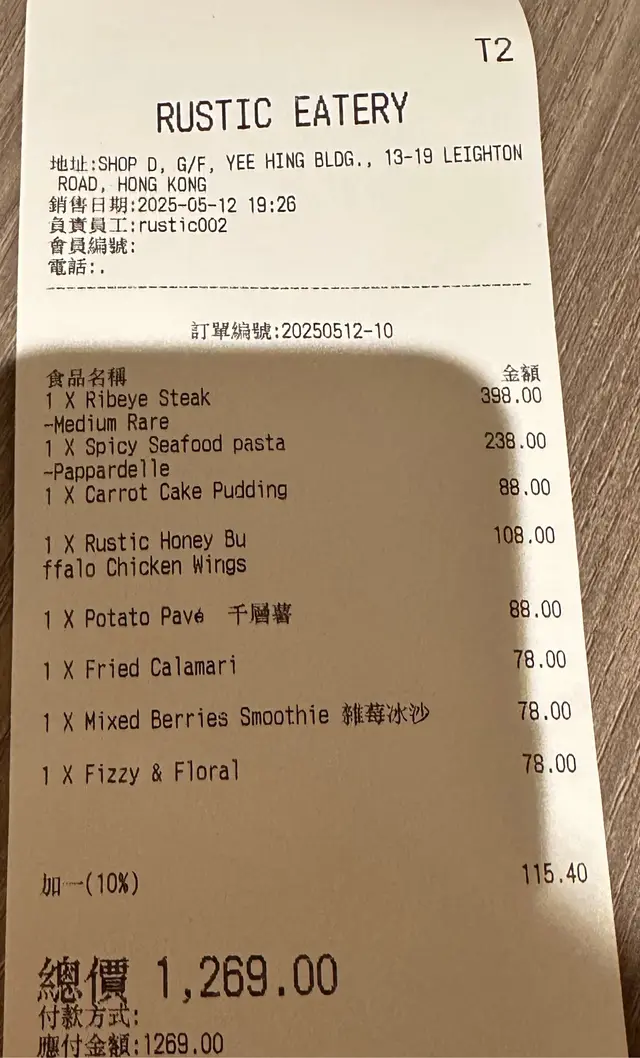 T2
RUSTIC EATERY
地址:SHOP D, G/F, YEE HING BLDG., 13-19 LEIGHTON
ROAD, HONG KONG
銷售日期:2025-05-12 19:26
負責員工:rustic002
會員編號:
電話:.
訂單編號:20250512-10
食品名稱 金額
1 X Ribeye Steak 398.00
-Medium Rare
1 X Spicy Seafood pasta 238.00
-Pappardelle
1 X Carrot Cake Pudding 88.00
1 X Rustic Honey Bu 108.00
ffalo Chicken Wings
1 X Potato Pavé 千層薯 88.00
1 X Fried Calamari 78.00
1 X Mixed Berries Smoothie 雜莓冰沙 78.00
1 X Fizzy & Floral 78.00
加一(10%) 115.40
總價 1,269.00
付款方式:
應付金額:1269.00